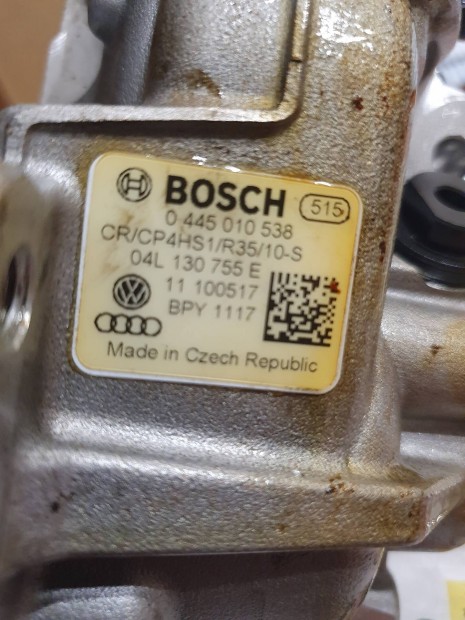 BOSCH 515
0 445 010 538
CR/CP4HS1/R35/10-S
04L 130 755 E
11 100517
BPY 1117
Made in Czech Republic